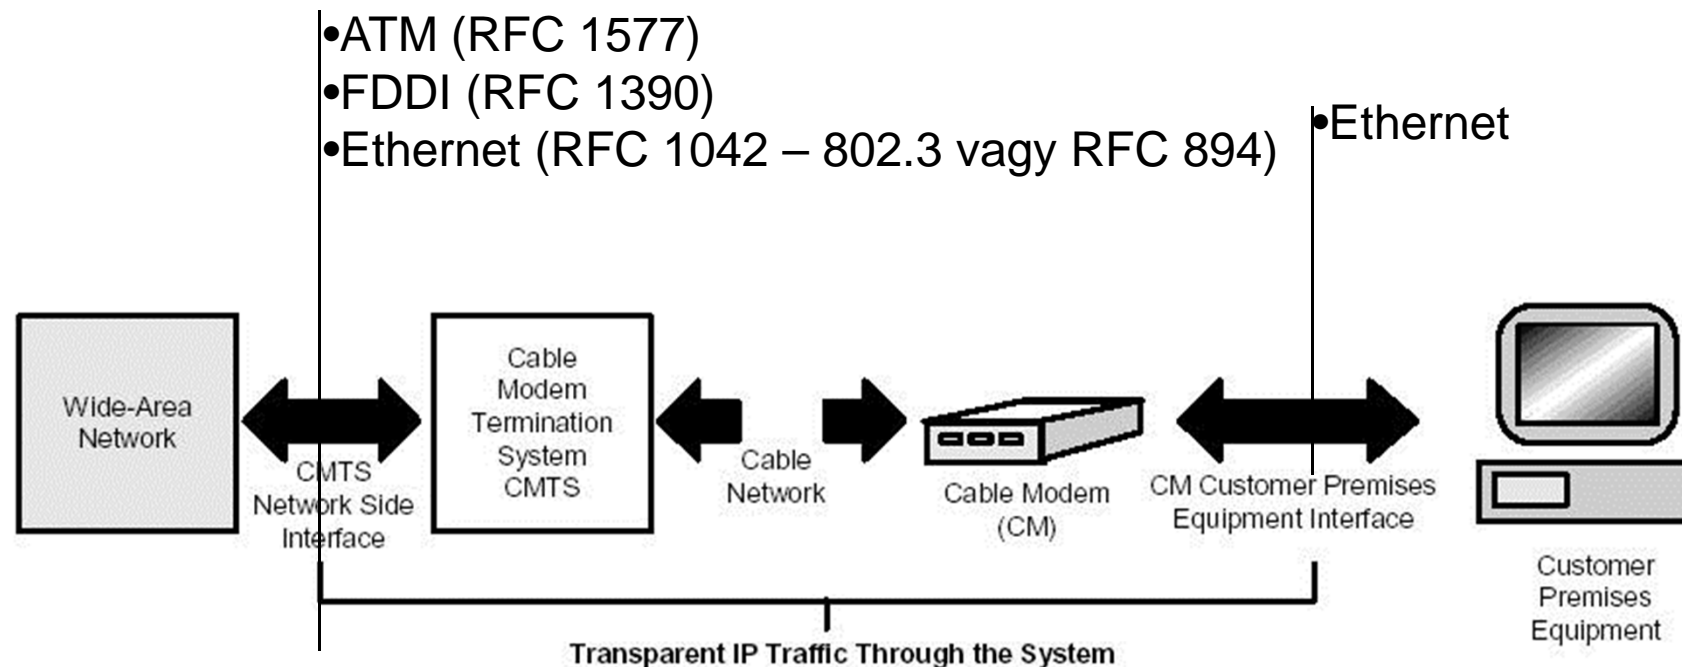 •ATM (RFC 1577)
•FDDI (RFC 1390)
•Ethernet (RFC 1042 – 802.3 vagy RFC 894)
•Ethernet
Wide-Area
Network
CMTS
Network Side
Interface
Cable
Modem
Termination
System
CMTS
Cable
Network
Cable Modem
(CM)
CM Customer Premises
Equipment Interface
Customer
Premises
Equipment
Transparent IP Traffic Through the System